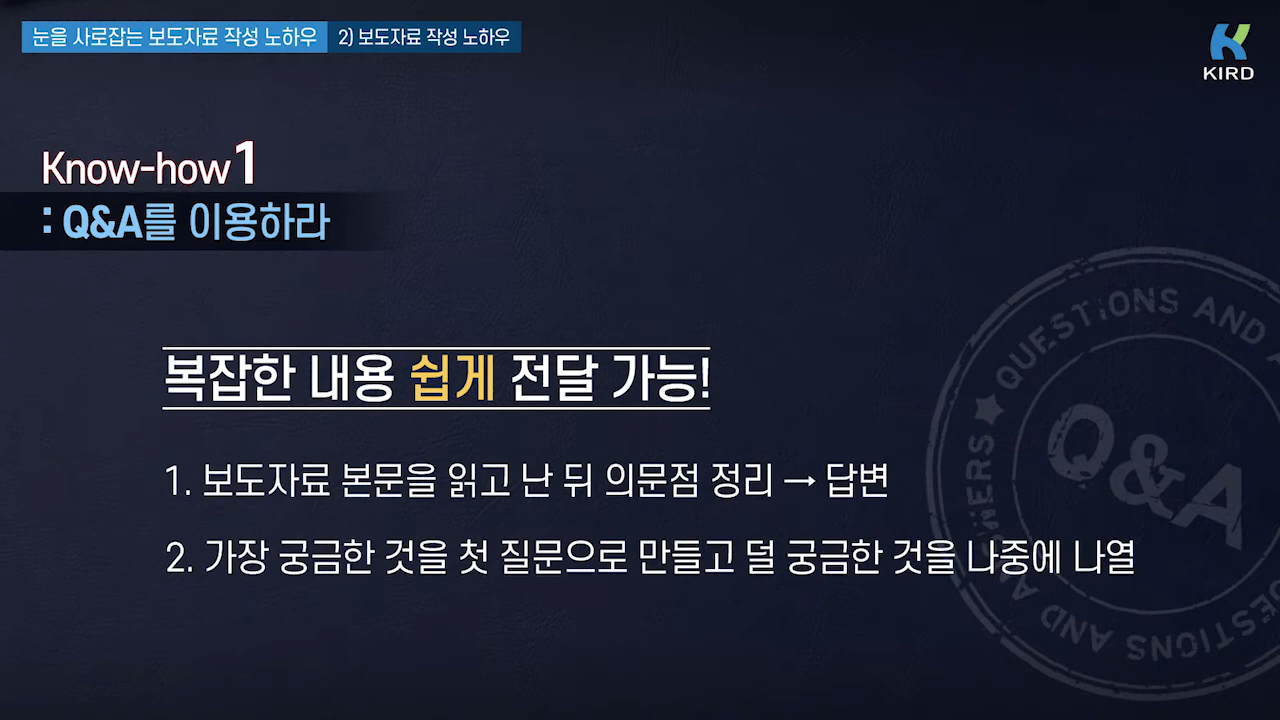 눈을 사로잡는 보도자료 작성 노하우 2) 보도자료 작성 노하우
KIRD
Know-how1
: Q&A를 이용하라
복잡한 내용 쉽게 전달 가능!
1. 보도자료 본문을 읽고 난 뒤 의문점 정리 → 답변
2. 가장 궁금한 것을 첫 질문으로 만들고 덜 궁금한 것을 나중에 나열
QUESTIONS AND
Q&A